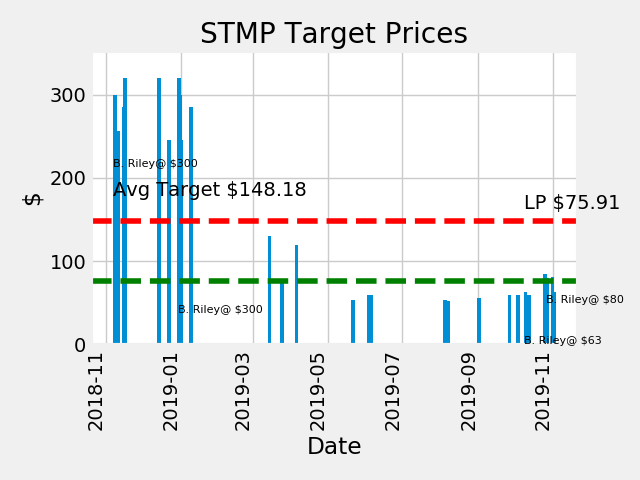 STMP Target Prices
$
300
200
100
0
B. Riley@ $300
Avg Target $148.18
LP $75.91
B. Riley@ $300
B. Riley@ $80
B. Riley@ $63
2018-11
2019-01
2019-03
2019-05
2019-07
2019-09
2019-11
Date